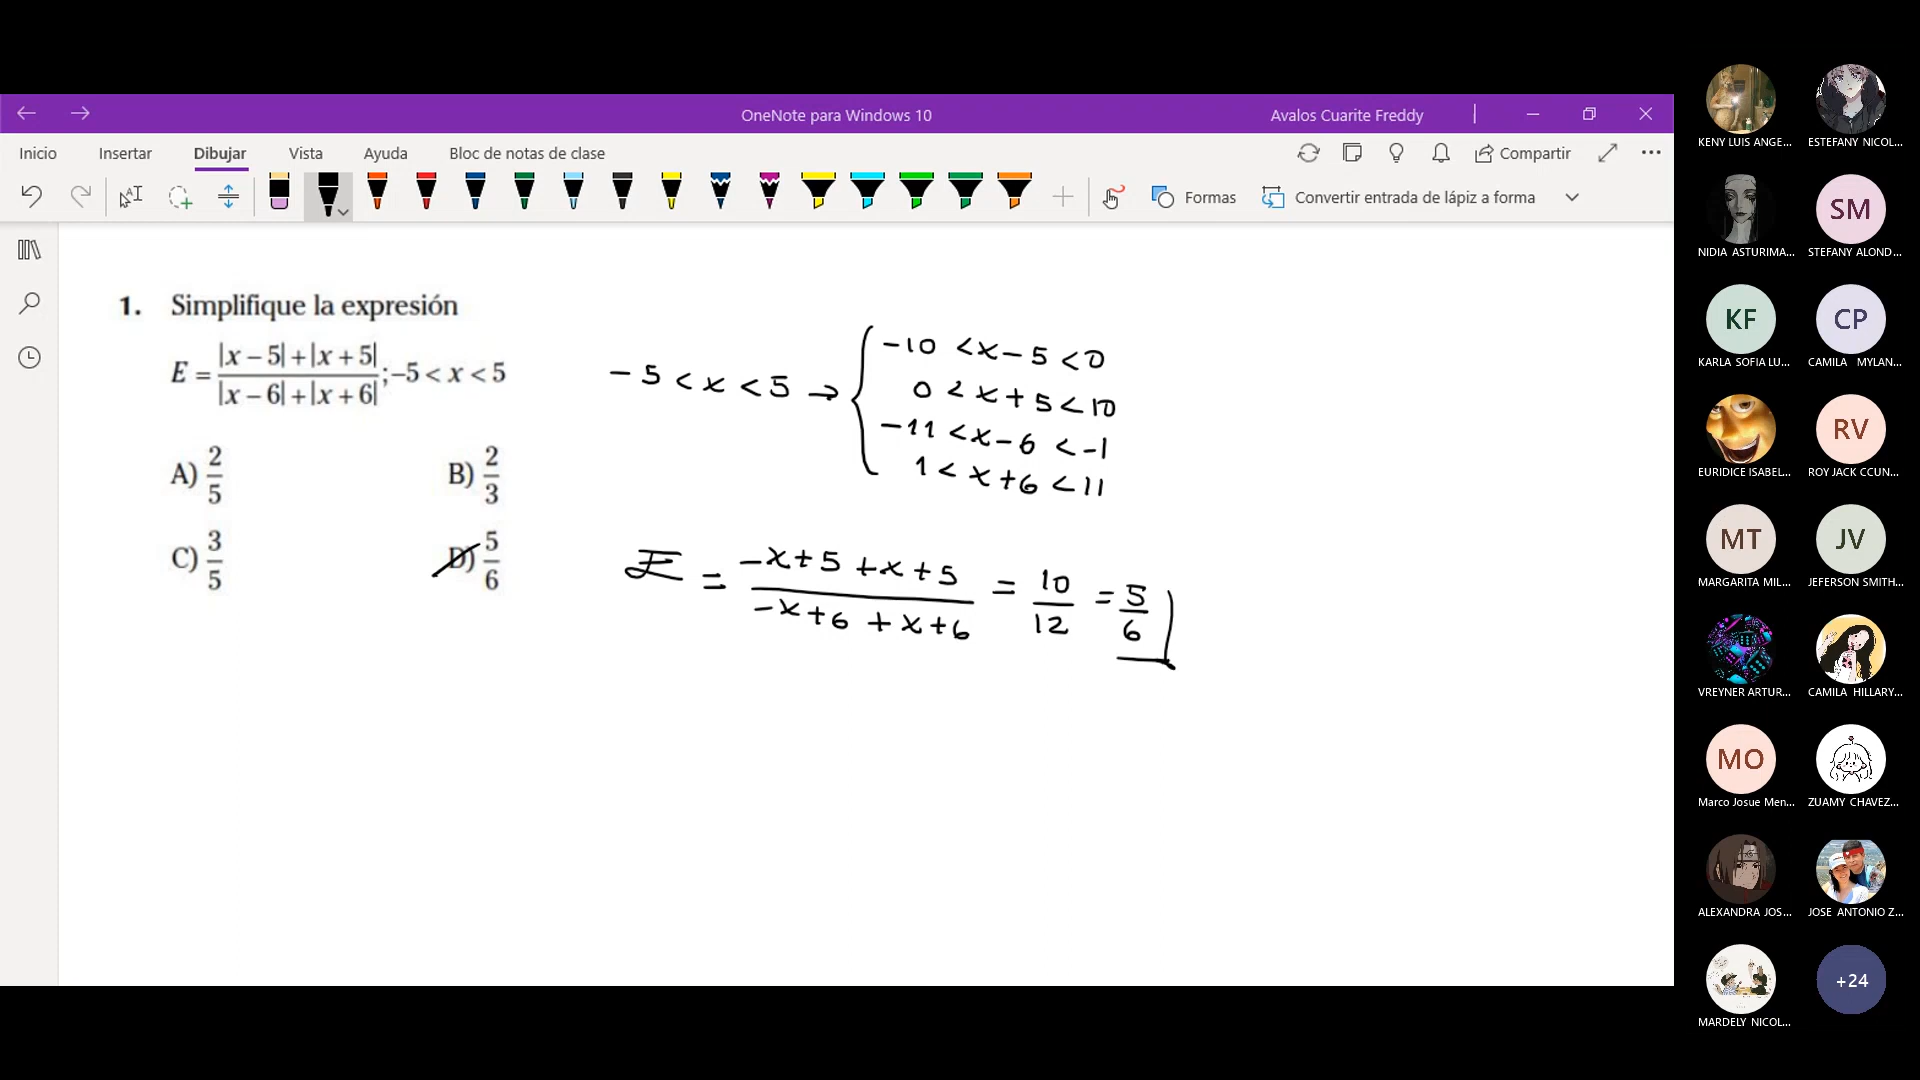 OneNote para Windows 10
Avalos Cuarite Freddy
Inicio Insertar Dibujar Vista Ayuda Bloc de notas de clase
Compartir
Formas Convertir entrada de lápiz a forma
1. Simplifique la expresión
E = |x – 5| + |x + 5| / |x – 6| + |x + 6| ; –5 < x < 5
A) 2/5
B) 2/3
C) 3/5
D) 5/6
-5 < x < 5 → {
-10 < x - 5 < 0
0 < x + 5 < 10
-11 < x - 6 < -1
1 < x + 6 < 11
E = -x+5 +x+5 / -x+6 +x+6 = 10/12 = 5/6
KENY LUIS ANGE...
ESTEFANY NICOL...
NIDIA ASTURIMA...
SM
STEFANY ALOND...
KF
KARLA SOFIA LU...
CP
CAMILA MYLAN...
EURIDICE ISABEL...
RV
ROY JACK CCUN...
MT
MARGARITA MIL...
JV
JEFERSON SMITH...
VREYNER ARTUR...
CAMILA HILLARY...
MO
Marco Josue Men...
ZUAMY CHAVEZ...
ALEXANDRA JOS...
JOSE ANTONIO Z...
MARDELY NICOL...
+24